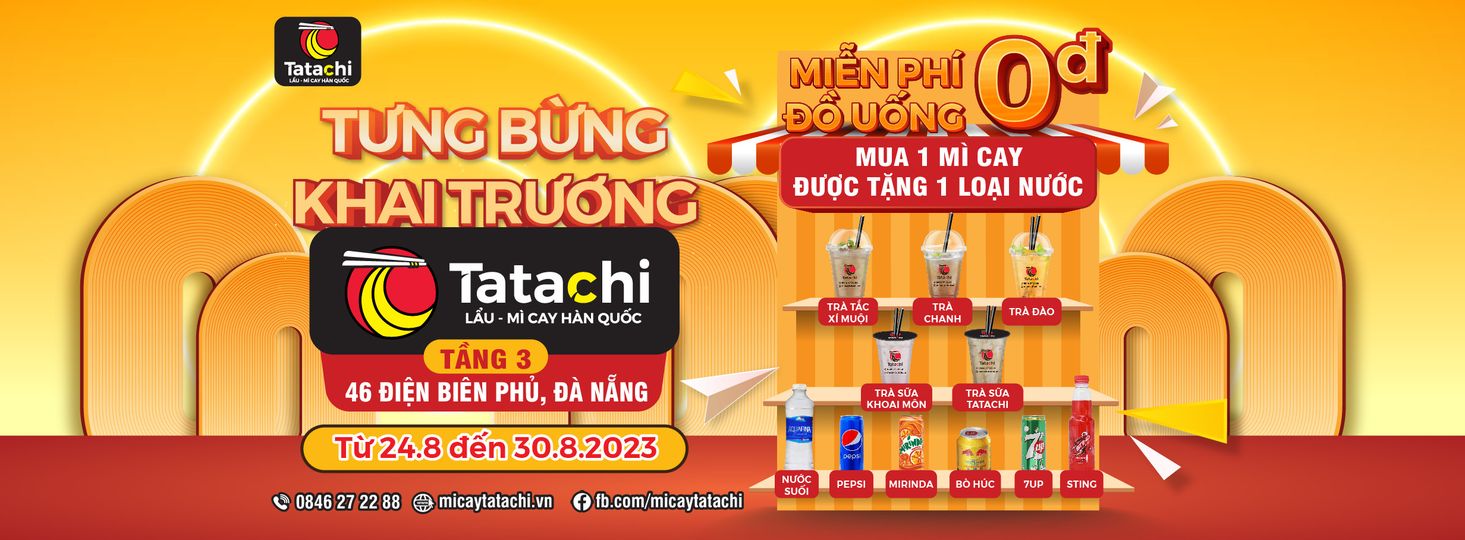 Tatachi
LẨU - MÌ CAY HÀN QUỐC
TƯNG BỪNG
KHAI TRƯƠNG
Tatachi
LẨU - MÌ CAY HÀN QUỐC
TẦNG 3
46 ĐIỆN BIÊN PHỦ, ĐÀ NẴNG
Từ 24.8 đến 30.8.2023
0846 27 22 88 micaytatachi.vn fb.com/micaytatachi
MIỄN PHÍ
ĐỒ UỐNG
0đ
MUA 1 MÌ CAY
ĐƯỢC TẶNG 1 LOẠI NƯỚC
TRÀ TẮC
XÍ MUỘI
TRÀ
CHANH
TRÀ ĐÀO
Tatachi
Tatachi
TRÀ SỮA
KHOAI MÔN
TRÀ SỮA
TATACHI
pepsi
7up
NƯỚC
SUỐI
PEPSI
MIRINDA
BÒ HÚC
7UP
STING